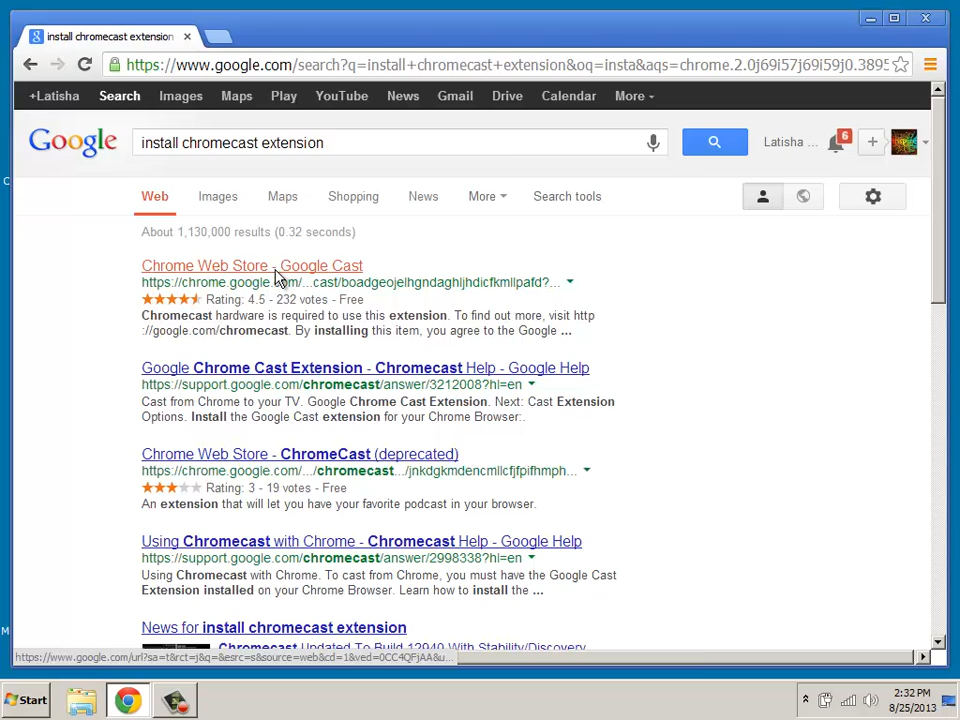 install chromecast extension
https://www.google.com/search?q=install+chromecast+extension&oq=insta&aqs=chrome.2.0j69i57j69i59j0.3895
+Latisha Search Images Maps Play YouTube News Gmail Drive Calendar More
Google install chromecast extension Latisha ... 6
Web Images Maps Shopping News More Search tools
About 1,130,000 results (0.32 seconds)
Chrome Web Store - Google Cast
https://chrome.google.com/...cast/boadgeojelhgndaghljhdicfkmllpafd?...
Rating: 4.5 - 232 votes - Free
Chromecast hardware is required to use this extension. To find out more, visit http
://google.com/chromecast. By installing this item, you agree to the Google ...
Google Chrome Cast Extension - Chromecast Help - Google Help
https://support.google.com/chromecast/answer/3212008?hl=en
Cast from Chrome to your TV. Google Chrome Cast Extension. Next: Cast Extension
Options. Install the Google Cast extension for your Chrome Browser:.
Chrome Web Store - ChromeCast (deprecated)
https://chrome.google.com/.../chromecast.../jnkdgkmdencmllcfjfpifhmph...
Rating: 3 - 19 votes - Free
An extension that will let you have your favorite podcast in your browser.
Using Chromecast with Chrome - Chromecast Help - Google Help
https://support.google.com/chromecast/answer/2998338?hl=en
Using Chromecast with Chrome. To cast from Chrome, you must have the Google Cast
Extension installed on your Chrome Browser. Learn how to install the ...
News for install chromecast extension
Chromecast Updated To Build 12940 With Stability/Discovery
https://www.google.com/url?sa=t&rct=j&q=&esrc=s&source=web&cd=1&ved=0CC4QFjAA&u...
C
M
Start 2:32 PM
8/25/2013